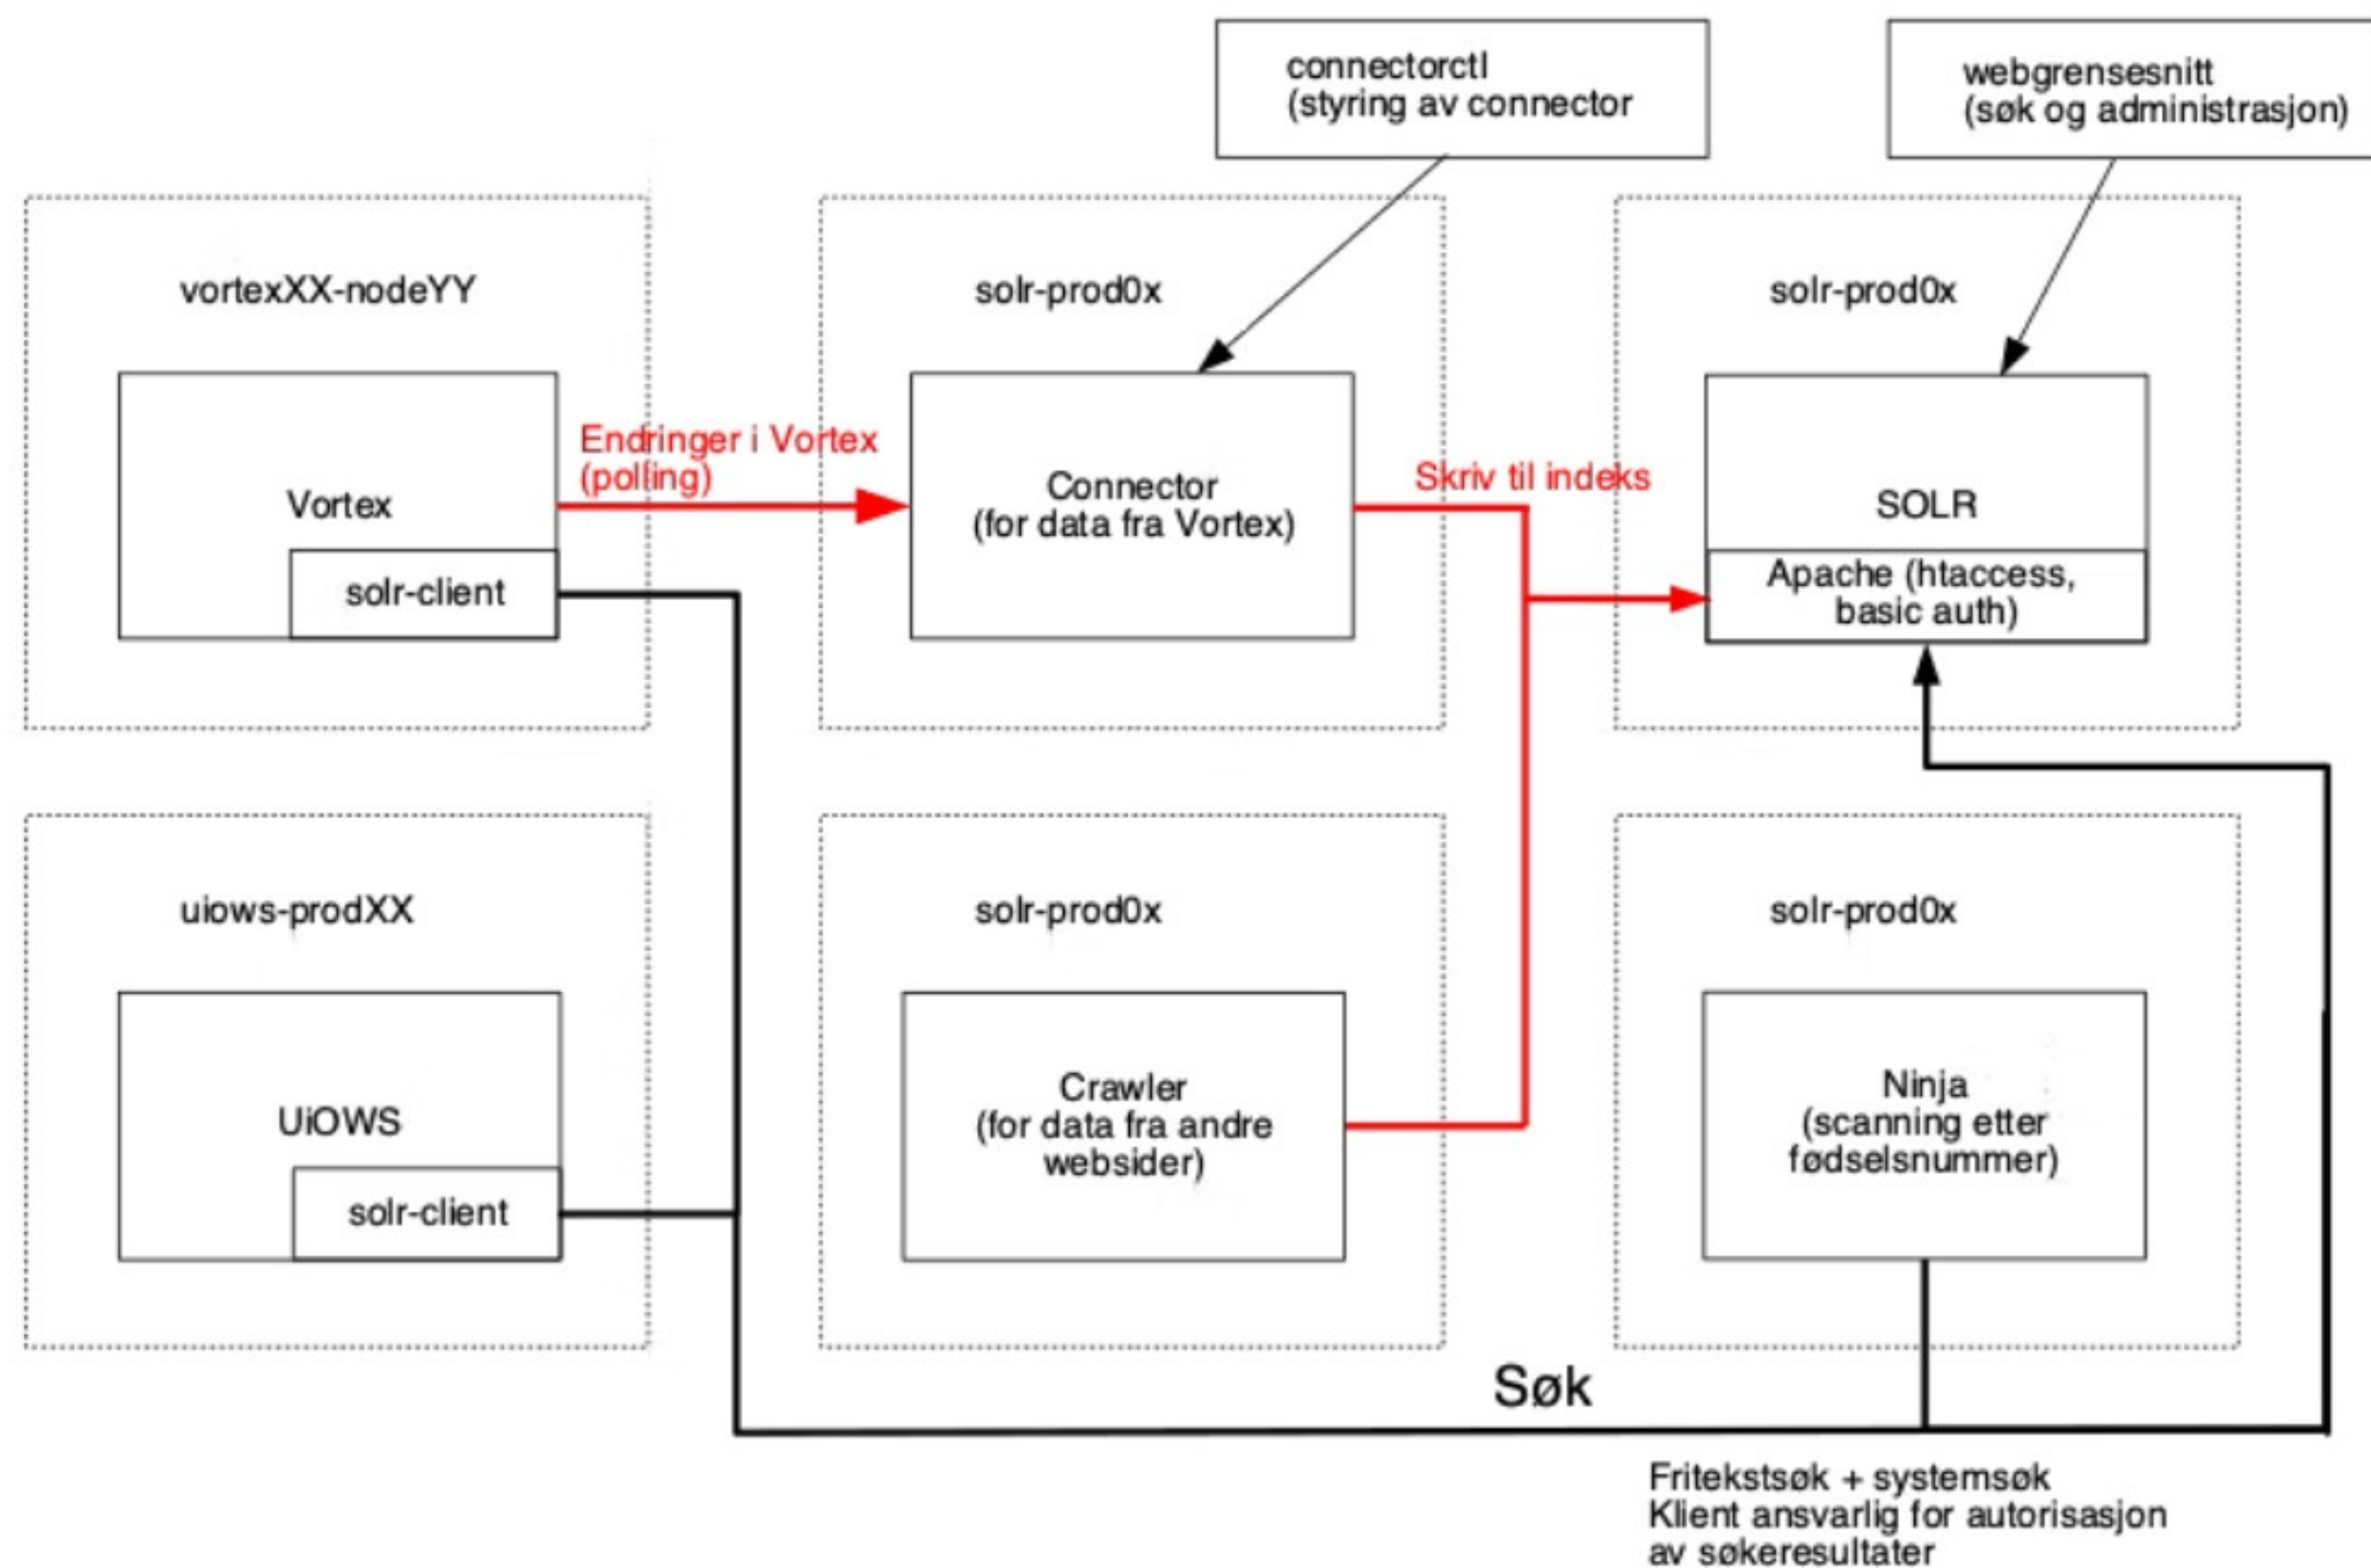 connectorctl
(styring av connector
webgrensesnitt
(søk og administrasjon)
vortexXX-nodeYY
solr-prod0x
solr-prod0x
Endringer i Vortex
(polling)
Vortex
solr-client
Connector
(for data fra Vortex)
Skriv til indeks
SOLR
Apache (htaccess,
basic auth)
uiows-prodXX
solr-prod0x
solr-prod0x
UiOWS
solr-client
Crawler
(for data fra andre
websider)
Ninja
(scanning etter
fødselsnummer)
Søk
Fritekstsøk + systemsøk
Klient ansvarlig for autorisasjon
av søkeresultater